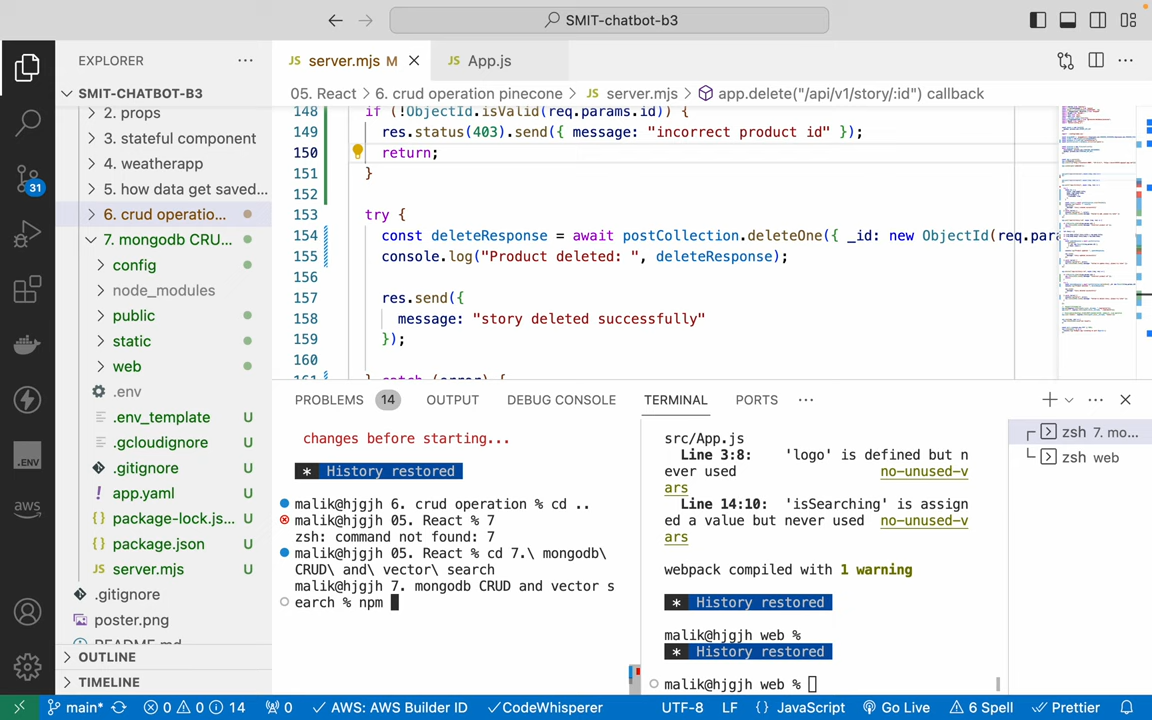 SMIT-chatbot-b3
EXPLORER
SMIT-CHATBOT-B3
2. props
3. stateful component
4. weatherapp
5. how data get saved...
6. crud operatio...
7. mongodb CRU...
config
node_modules
public
static
web
.env
.env_template U
.gcloudignore U
.gitignore U
app.yaml U
package-lock.js... U
package.json U
server.mjs U
.gitignore
poster.png
OUTLINE
TIMELINE
31
.ENV
aws
JS server.mjs M
JS App.js
05. React > 6. crud operation pinecone > JS server.mjs > app.delete("/api/v1/story/:id") callback
148 if (!ObjectId.isValid(req.params.id)) {
149 res.status(403).send({ message: "incorrect product id" });
150 return;
151 }
152
153 try {
154 const deleteResponse = await postCollection.deleteOne({ _id: new ObjectId(req.para
155 console.log("Product deleted: ", deleteResponse);
156
157 res.send({
158 message: "story deleted successfully"
159 });
160
161 } catch (error) {
PROBLEMS 14 OUTPUT DEBUG CONSOLE TERMINAL PORTS
changes before starting...
* History restored
malik@hjgjh 6. crud operation % cd ..
malik@hjgjh 05. React % 7
zsh: command not found: 7
malik@hjgjh 05. React % cd 7.\ mongodb\
CRUD\ and\ vector\ search
malik@hjgjh 7. mongodb CRUD and vector s
earch % npm
src/App.js
Line 3:8: 'logo' is defined but n
ever used no-unused-v
ars
Line 14:10: 'isSearching' is assign
ed a value but never used no-unused-v
ars
webpack compiled with 1 warning
* History restored
malik@hjgjh web %
* History restored
malik@hjgjh web %
zsh 7. mo...
zsh web
main* 0 0 14 0 AWS: AWS Builder ID CodeWhisperer UTF-8 LF {} JavaScript Go Live 6 Spell Prettier